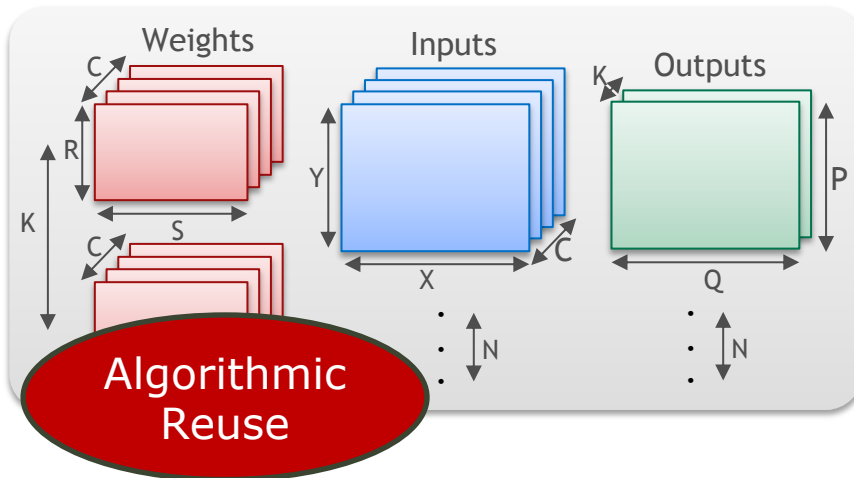 Weights
Inputs
Outputs
C
K
R
Y
P
K
S
C
C
X
Q
N
N
Algorithmic
Reuse